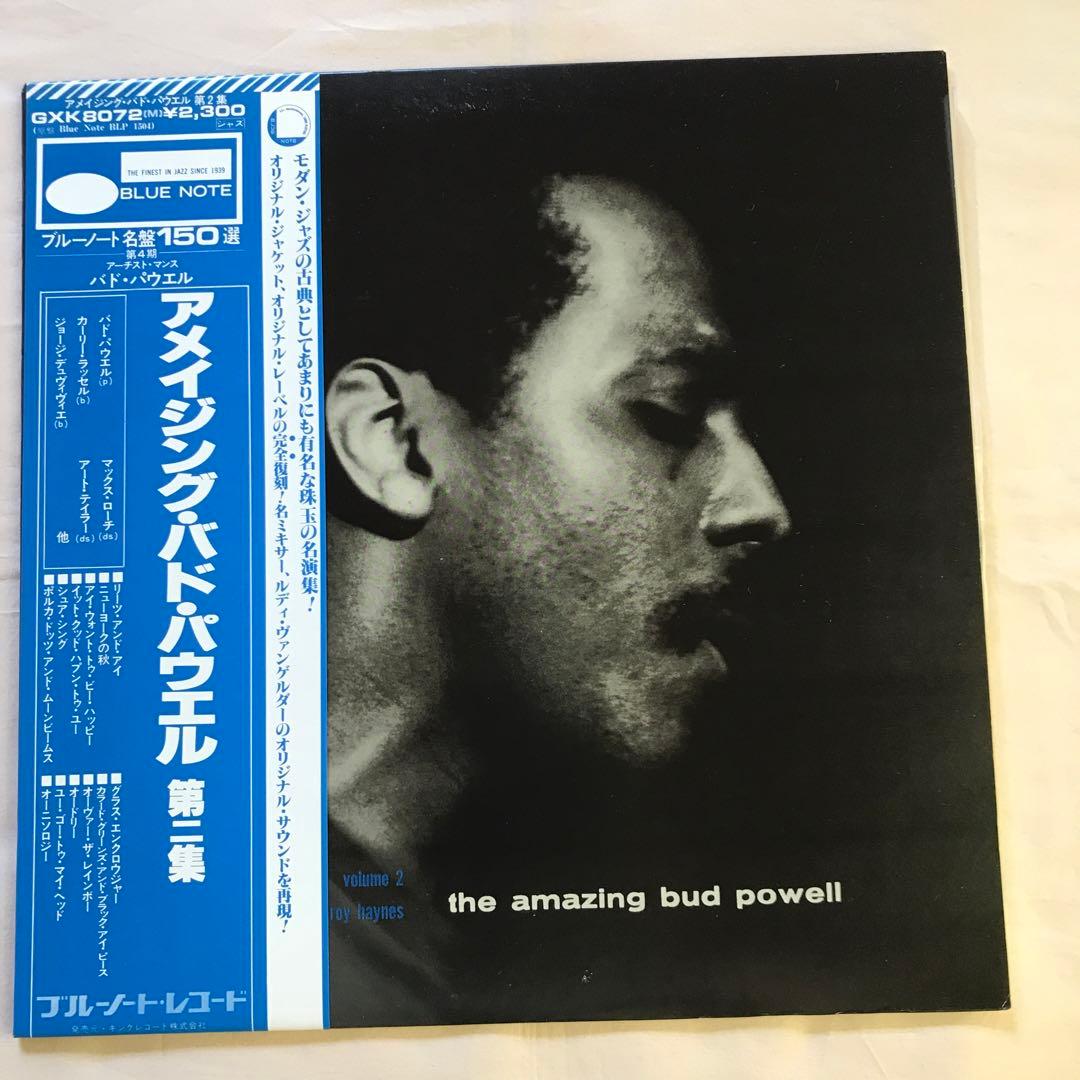 アメイジング・バド・パウエル 第2集
GXK8072(M)¥2,300
(原盤 Blue Note BLP 1504)
ジャズ
THE FINEST IN JAZZ SINCE 1939
BLUE NOTE
ブルーノート名盤150選
第4期
アーチスト・マンス
バド・パウエル
アメイジング・バド・パウエル 第二集
バド・パウエル(p)
カーリー・ラッセル(b)
ジョージ・デュヴィヴィエ(b)
マックス・ローチ(ds)
アート・テイラー(ds)
他
■リーツ・アンド・アイ
■ニューヨークの秋
■アイ・ウォント・トゥ・ビー・ハッピー
■イット・クッド・ハプン・トゥ・ユー
■シュア・シング
■ポルカ・ドッツ・アンド・ムーンビームス
■グラス・エンクロウジャー
■カラード・グリーンズ・アンド・ブラック・アイ・ピース
■オーヴァー・ザ・レインボー
■オードリー
■ユー・ゴー・トゥ・マイ・ヘッド
■オーニソロジー
ブルーノート・レコード
発売元・キングレコード株式会社
モダン・ジャズの古典としてあまりにも有名な珠玉の名演集!
オリジナル・ジャケット、オリジナル・レーベルの完全復刻!名ミキサー、ルディ・ヴァンゲルダーのオリジナル・サウンドを再現!
volume 2
roy haynes
the amazing bud powell